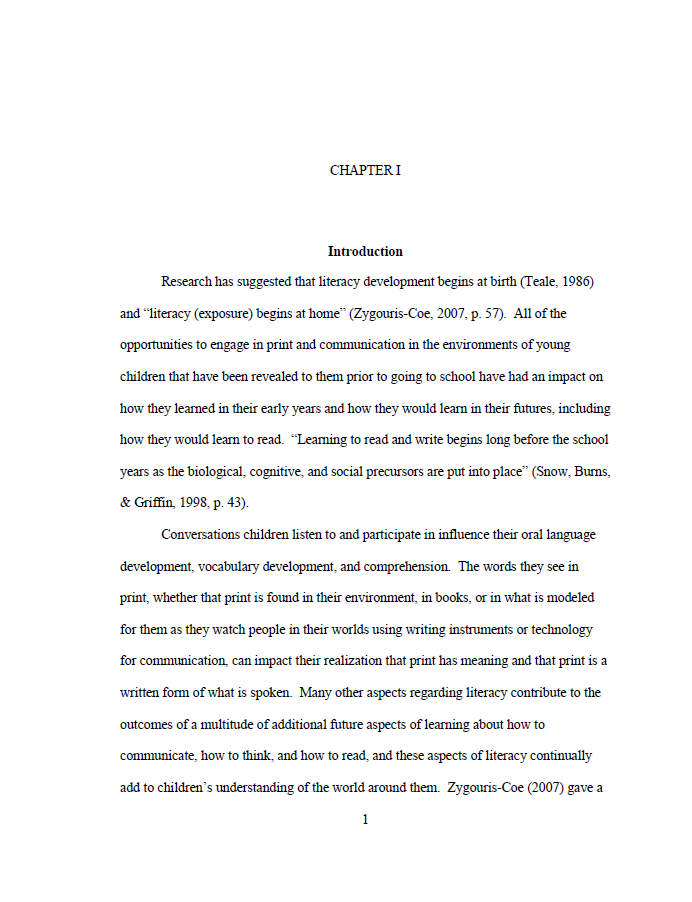 CHAPTER I
Introduction
Research has suggested that literacy development begins at birth (Teale, 1986)
and “literacy (exposure) begins at home” (Zygouris-Coe, 2007, p. 57).  All of the
opportunities to engage in print and communication in the environments of young
children that have been revealed to them prior to going to school have had an impact on
how they learned in their early years and how they would learn in their futures, including
how they would learn to read.  “Learning to read and write begins long before the school
years as the biological, cognitive, and social precursors are put into place” (Snow, Burns,
& Griffin, 1998, p. 43).
Conversations children listen to and participate in influence their oral language
development, vocabulary development, and comprehension.  The words they see in
print, whether that print is found in their environment, in books, or in what is modeled
for them as they watch people in their worlds using writing instruments or technology
for communication, can impact their realization that print has meaning and that print is a
written form of what is spoken.  Many other aspects regarding literacy contribute to the
outcomes of a multitude of additional future aspects of learning about how to
communicate, how to think, and how to read, and these aspects of literacy continually
add to children’s understanding of the world around them.  Zygouris-Coe (2007) gave a
1